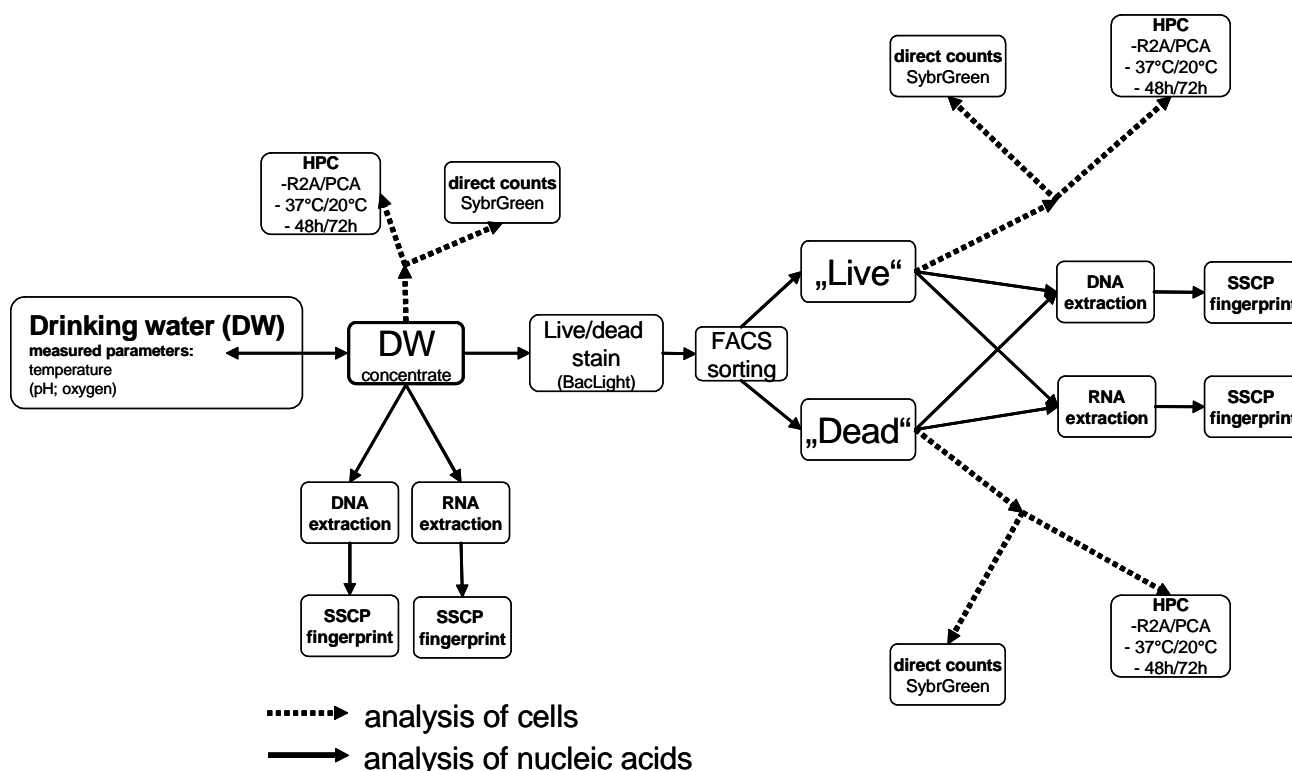 direct counts
SybrGreen
HPC
-R2A/PCA
- 37°C/20°C
- 48h/72h
HPC
-R2A/PCA
- 37°C/20°C
- 48h/72h
direct counts
SybrGreen
Drinking water (DW)
measured parameters:
temperature
(pH; oxygen)
DW
concentrate
Live/dead
stain
(BacLight)
FACS
sorting
„Live“
„Dead“
DNA
extraction
SSCP
fingerprint
RNA
extraction
SSCP
fingerprint
DNA
extraction
RNA
extraction
SSCP
fingerprint
SSCP
fingerprint
direct counts
SybrGreen
HPC
-R2A/PCA
- 37°C/20°C
- 48h/72h
analysis of cells
analysis of nucleic acids